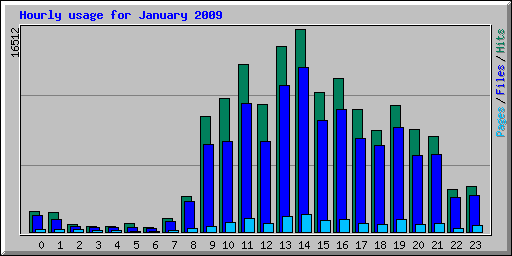 Hourly usage for January 2009
16512
Pages/Files/Hits
0 1 2 3 4 5 6 7 8 9 10 11 12 13 14 15 16 17 18 19 20 21 22 23